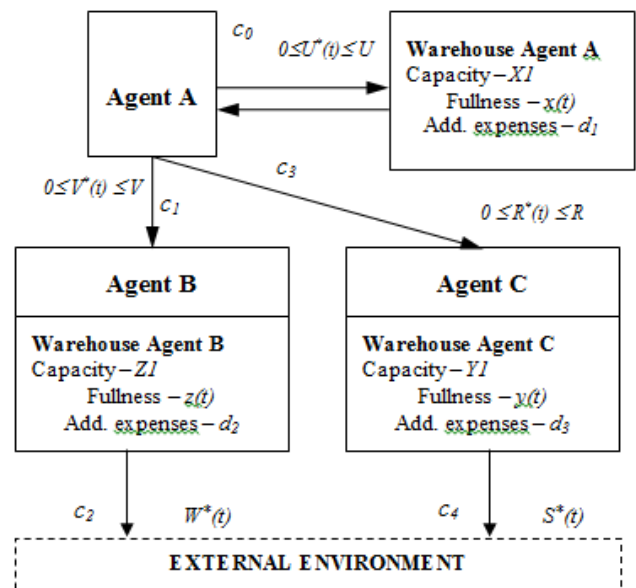 c0
0≤U*(t)≤U
Agent A
Warehouse Agent A
Capacity – X1
Fullness – x(t)
Add. expenses – d1
0≤V*(t) ≤V
c1
c3
0 ≤R*(t) ≤R
Agent B
Warehouse Agent B
Capacity – Z1
Fullness – z(t)
Add. expenses – d2
Agent C
Warehouse Agent C
Capacity – Y1
Fullness – y(t)
Add. expenses – d3
c2
W*(t)
c4
S*(t)
EXTERNAL ENVIRONMENT